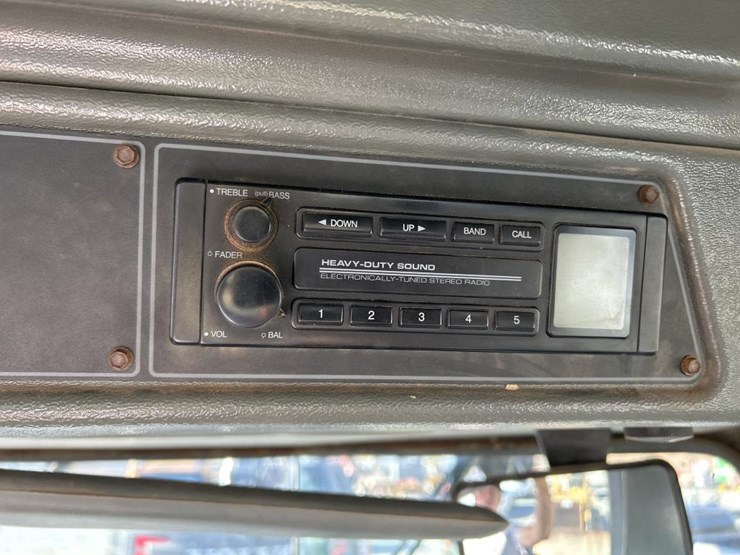 TREBLE (pull) BASS
◄ DOWN UP ► BAND CALL
FADER
HEAVY-DUTY SOUND
ELECTRONICALLY-TUNED STEREO RADIO
1 2 3 4 5
VOL BAL